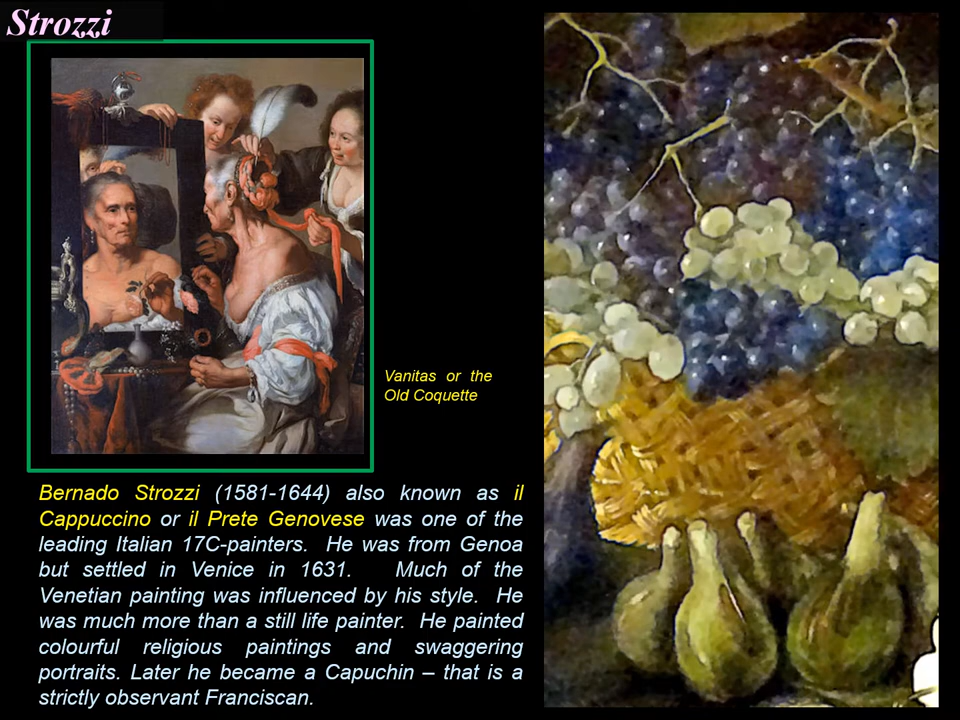 Strozzi
Vanitas or the
Old Coquette
Bernado Strozzi (1581-1644) also known as il
Cappuccino or il Prete Genovese was one of the
leading Italian 17C-painters. He was from Genoa
but settled in Venice in 1631. Much of the
Venetian painting was influenced by his style. He
was much more than a still life painter. He painted
colourful religious paintings and swaggering
portraits. Later he became a Capuchin – that is a
strictly observant Franciscan.